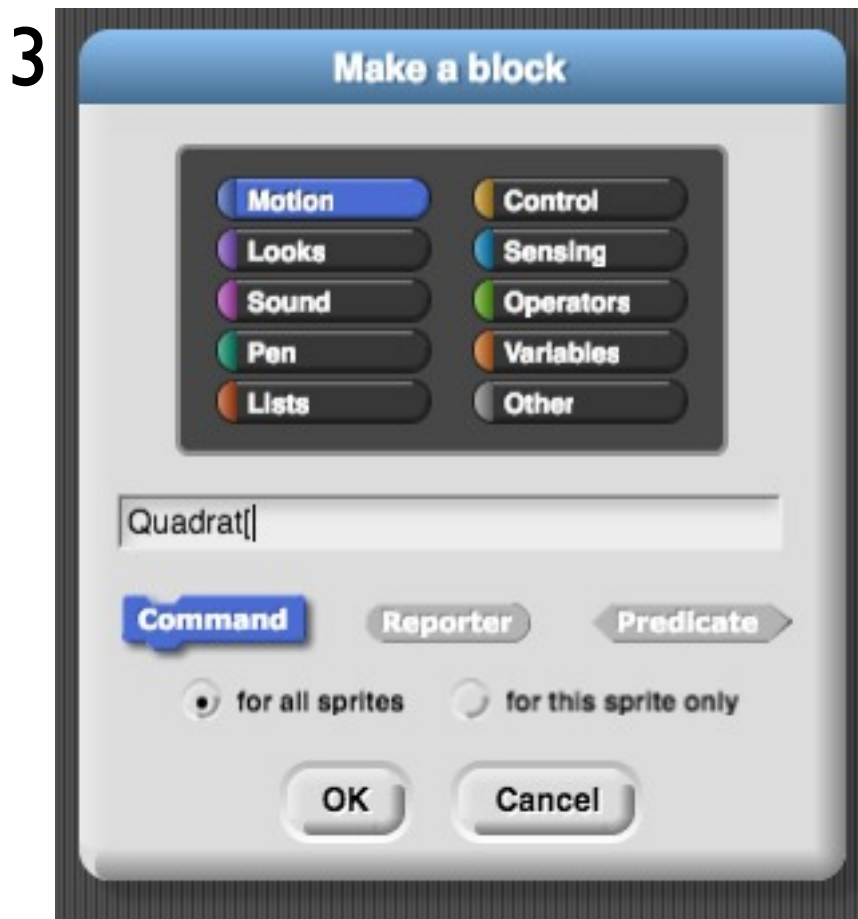 3
Make a block
Motion Control
Looks Sensing
Sound Operators
Pen Variables
Lists Other
Quadrat[
Command Reporter Predicate
for all sprites for this sprite only
OK Cancel